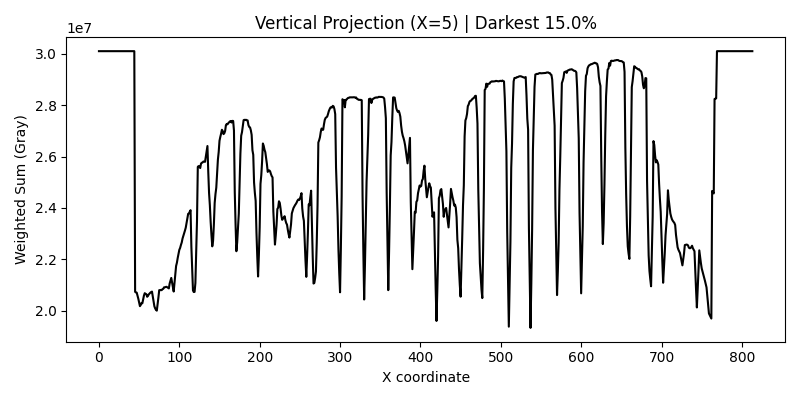 Vertical Projection (X=5) | Darkest 15.0%
1e7
3.0
2.8
2.6
2.4
2.2
2.0
Weighted Sum (Gray)
0 100 200 300 400 500 600 700 800
X coordinate